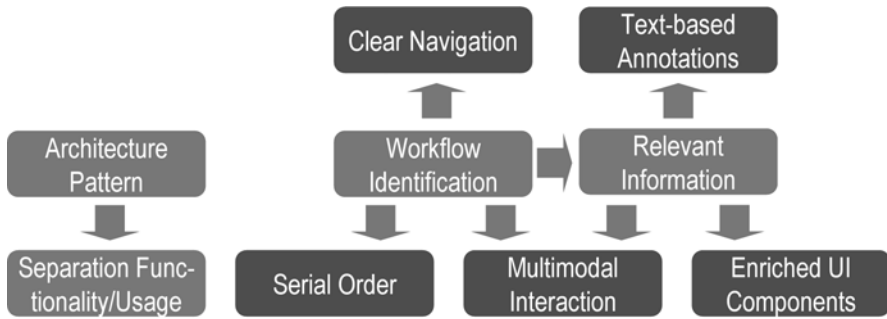 Clear Navigation
Text-based
Annotations
Architecture
Pattern
Workflow
Identification
Relevant
Information
Separation Func-
tionality/Usage
Serial Order
Multimodal
Interaction
Enriched UI
Components